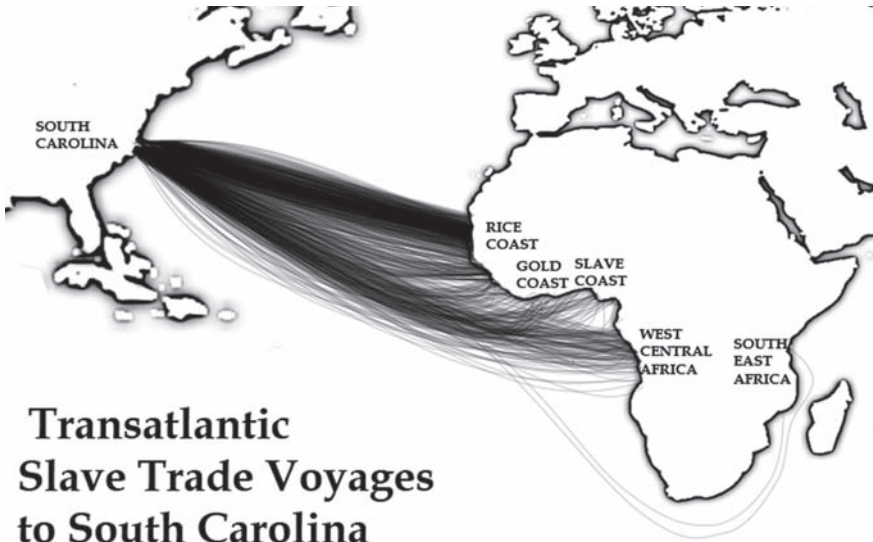 SOUTH
CAROLINA
RICE
COAST
GOLD
COAST
SLAVE
COAST
WEST
CENTRAL
AFRICA
SOUTH
EAST
AFRICA
Transatlantic
Slave Trade Voyages
to South Carolina